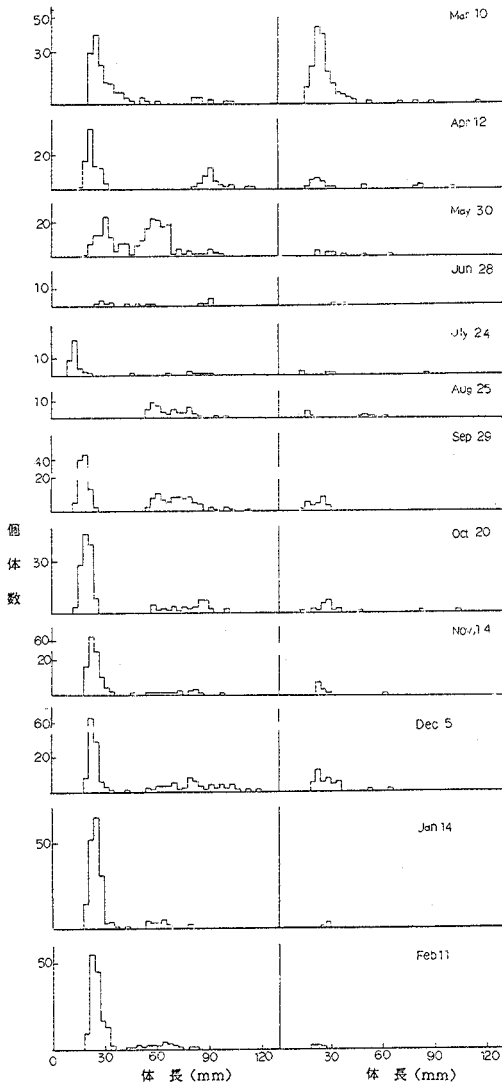 50
30
Mar 10
20
Apr 12
20
May 30
10
Jun 28
10
July 24
10
Aug 25
40
20
Sep 29
個体数
30
Oct 20
60
20
Nov,14
60
20
Dec 5
50
Jan 14
50
Feb 11
0 30 60 90 120 30 60 90 120
体 長 (mm) 体 長 (mm)